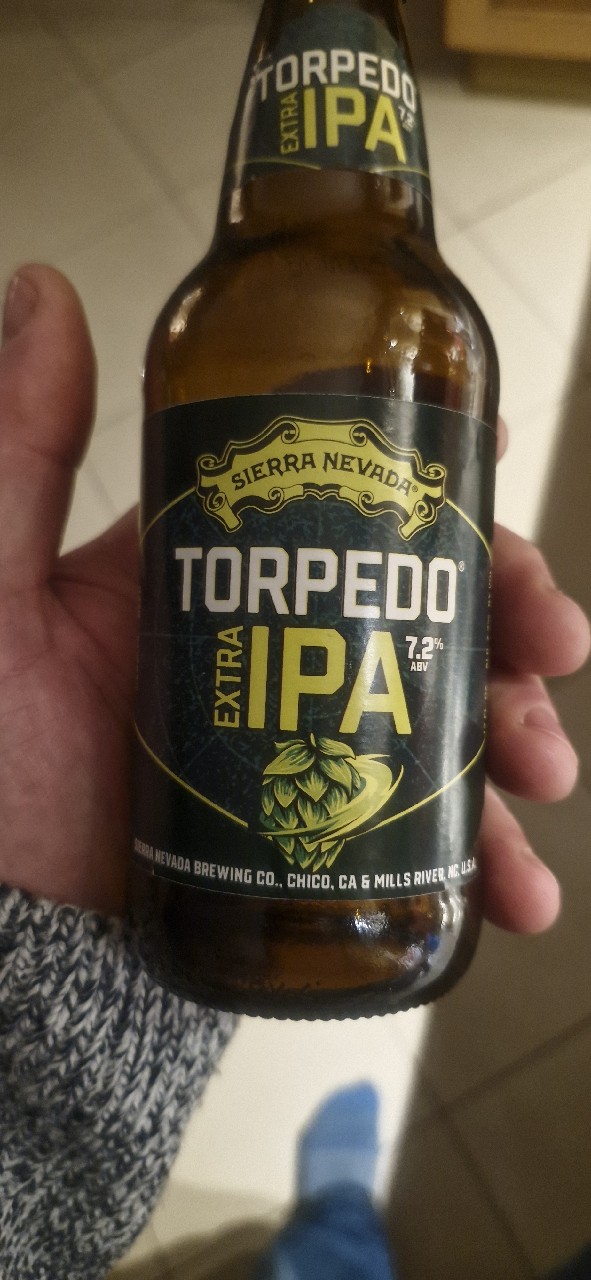 TORPEDO
EXTRA IPA 7.2
SIERRA NEVADA®
TORPEDO®
EXTRA IPA 7.2%
ABV
SIERRA NEVADA BREWING CO., CHICO, CA & MILLS RIVER, NC, U.S.A.